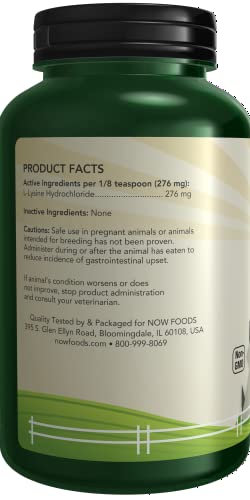 PRODUCT FACTS
Active Ingredients per 1/8 teaspoon (276 mg):
L-Lysine Hydrochloride............................ 276 mg
Inactive Ingredients: None
Cautions: Safe use in pregnant animals or animals
intended for breeding has not been proven.
Administer during or after the animal has eaten to
reduce incidence of gastrointestinal upset.
If animal's condition worsens or does
not improve, stop product administration
and consult your veterinarian.
Quality Tested by & Packaged for NOW FOODS
395 S. Glen Ellyn Road, Bloomingdale, IL 60108, USA
nowfoods.com • 800-999-8069
Non-
GMO